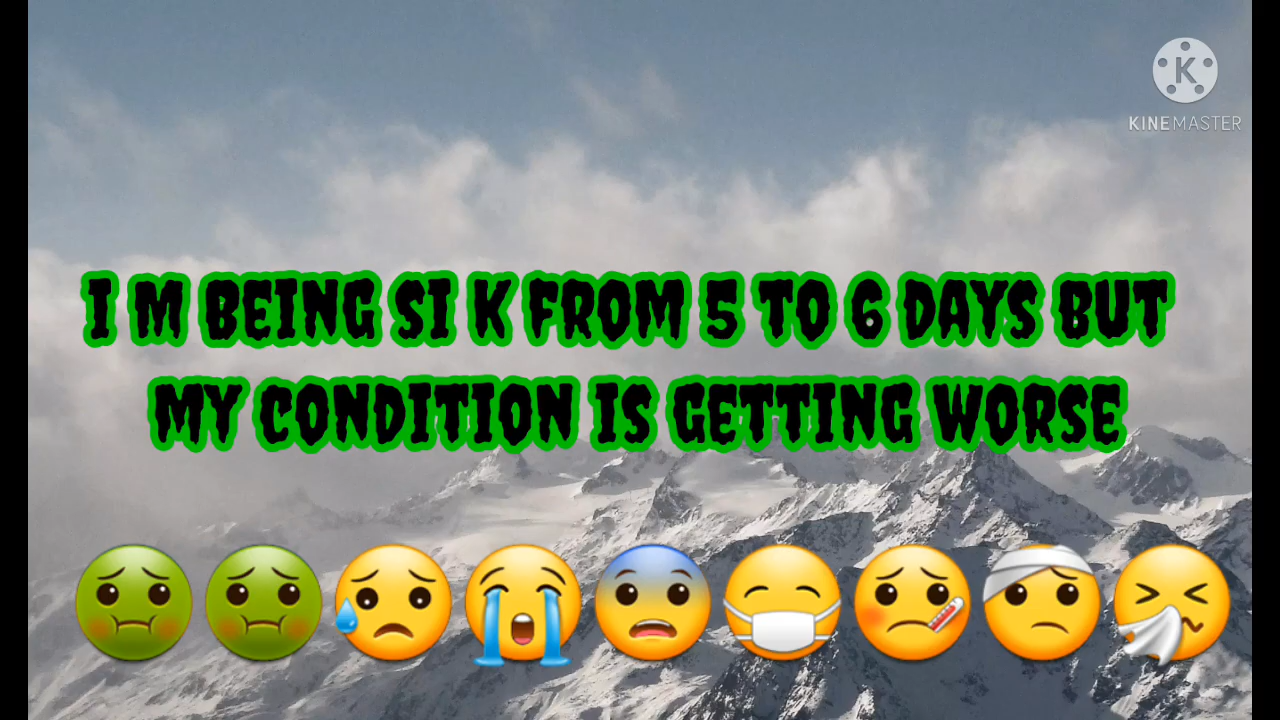 KINEMASTER
I M BEING SI K FROM 5 TO 6 DAYS BUT
MY CONDITION IS GETTING WORSE